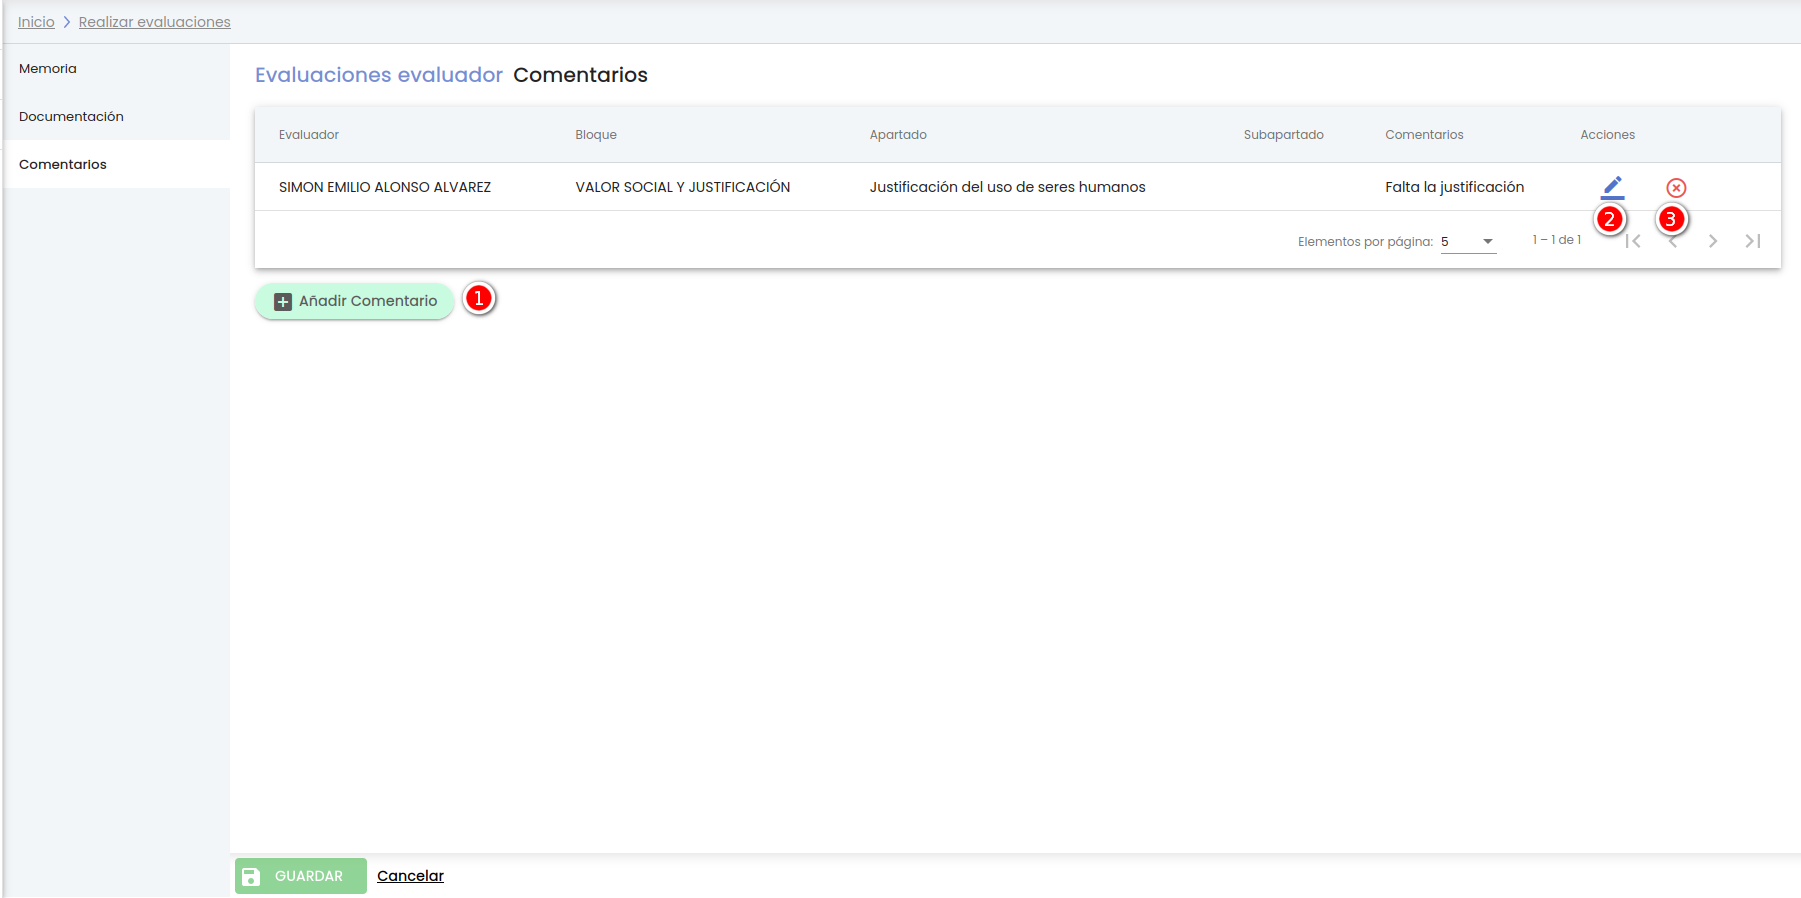 Inicio > Realizar evaluaciones
Memoria
Documentación
Comentarios
Evaluaciones evaluador Comentarios
Evaluador Bloque Apartado Subapartado Comentarios Acciones
SIMON EMILIO ALONSO ALVAREZ VALOR SOCIAL Y JUSTIFICACIÓN Justificación del uso de seres humanos Falta la justificación
2 3
Elementos por página: 5 1 – 1 de 1
Añadir Comentario 1
GUARDAR Cancelar